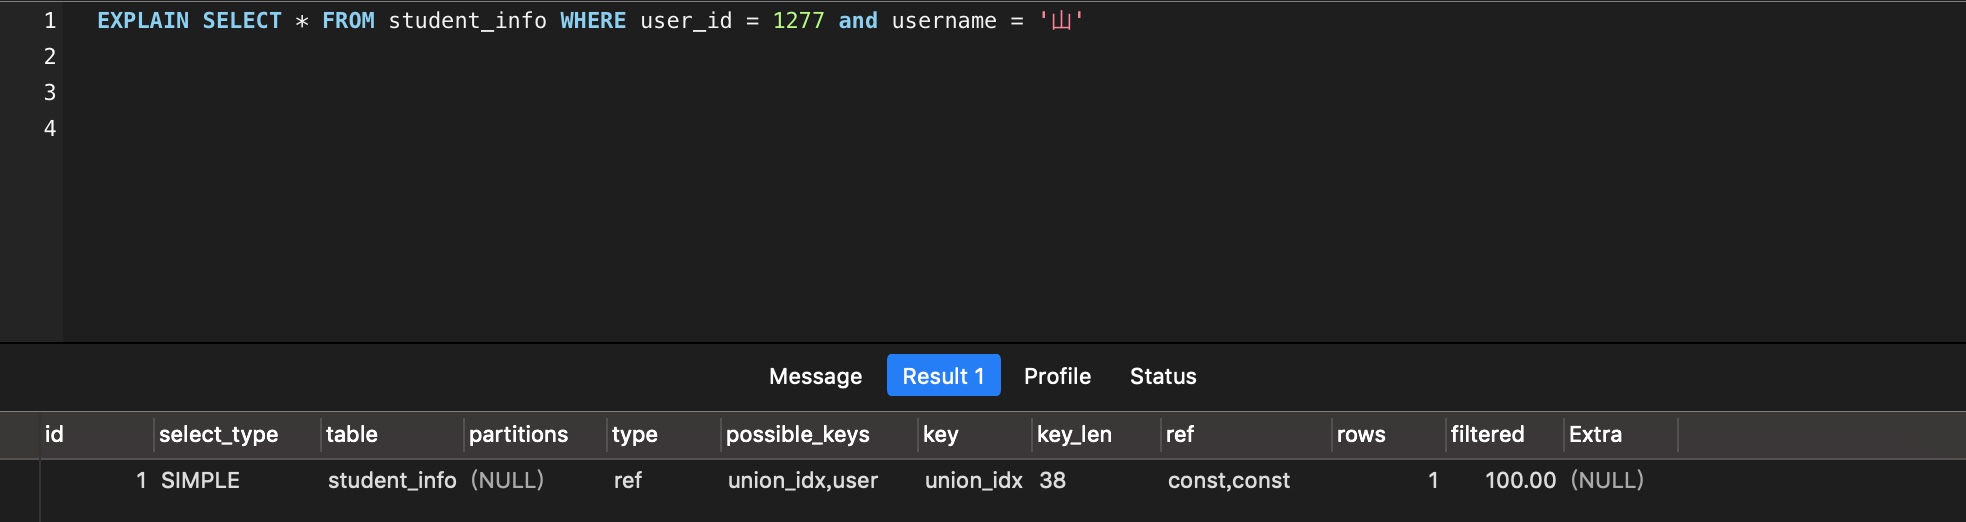 1 EXPLAIN SELECT * FROM student_info WHERE user_id = 1277 and username = '山'
2
3
4
Message Result 1 Profile Status
id select_type table partitions type possible_keys key key_len ref rows filtered Extra
1 SIMPLE student_info (NULL) ref union_idx,user union_idx 38 const,const 1 100.00 (NULL)